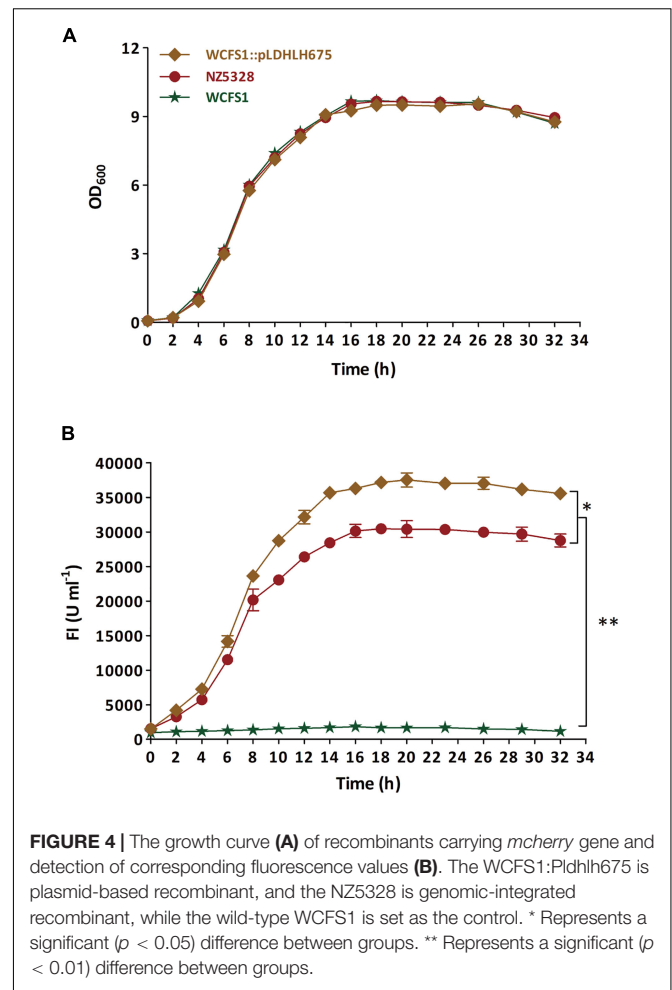 A
WCFS1::pLDHLH675
NZ5328
WCFS1
12
9
6
3
0
OD600
0 2 4 6 8 10 12 14 16 18 20 22 24 26 28 30 32 34
Time (h)
B
40000
35000
30000
25000
20000
15000
10000
5000
0
FI (U ml-1)
*
**
0 2 4 6 8 10 12 14 16 18 20 22 24 26 28 30 32 34
Time (h)
FIGURE 4 | The growth curve (A) of recombinants carrying mcherry gene and
detection of corresponding fluorescence values (B). The WCFS1:Pldhlh675 is
plasmid-based recombinant, and the NZ5328 is genomic-integrated
recombinant, while the wild-type WCFS1 is set as the control. * Represents a
significant (p < 0.05) difference between groups. ** Represents a significant (p
< 0.01) difference between groups.